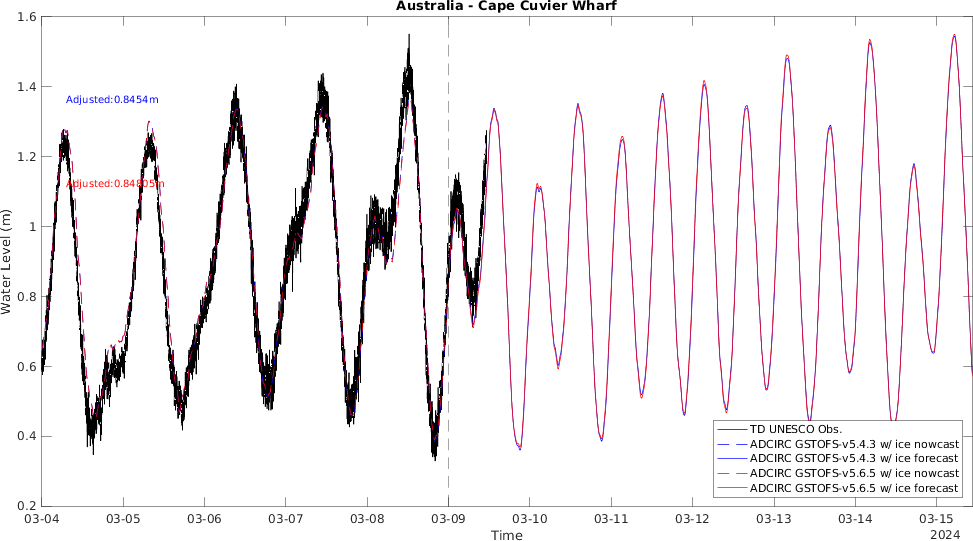 Australia - Cape Cuvier Wharf
1.6
1.4
1.2
1
0.8
0.6
0.4
0.2
Water Level (m)
Adjusted:0.8454m
Adjusted:0.84805m
TD UNESCO Obs.
ADCIRC GSTOFS-v5.4.3 w/ ice nowcast
ADCIRC GSTOFS-v5.4.3 w/ ice forecast
ADCIRC GSTOFS-v5.6.5 w/ ice nowcast
ADCIRC GSTOFS-v5.6.5 w/ ice forecast
03-04 03-05 03-06 03-07 03-08 03-09 03-10 03-11 03-12 03-13 03-14 03-15
Time
2024